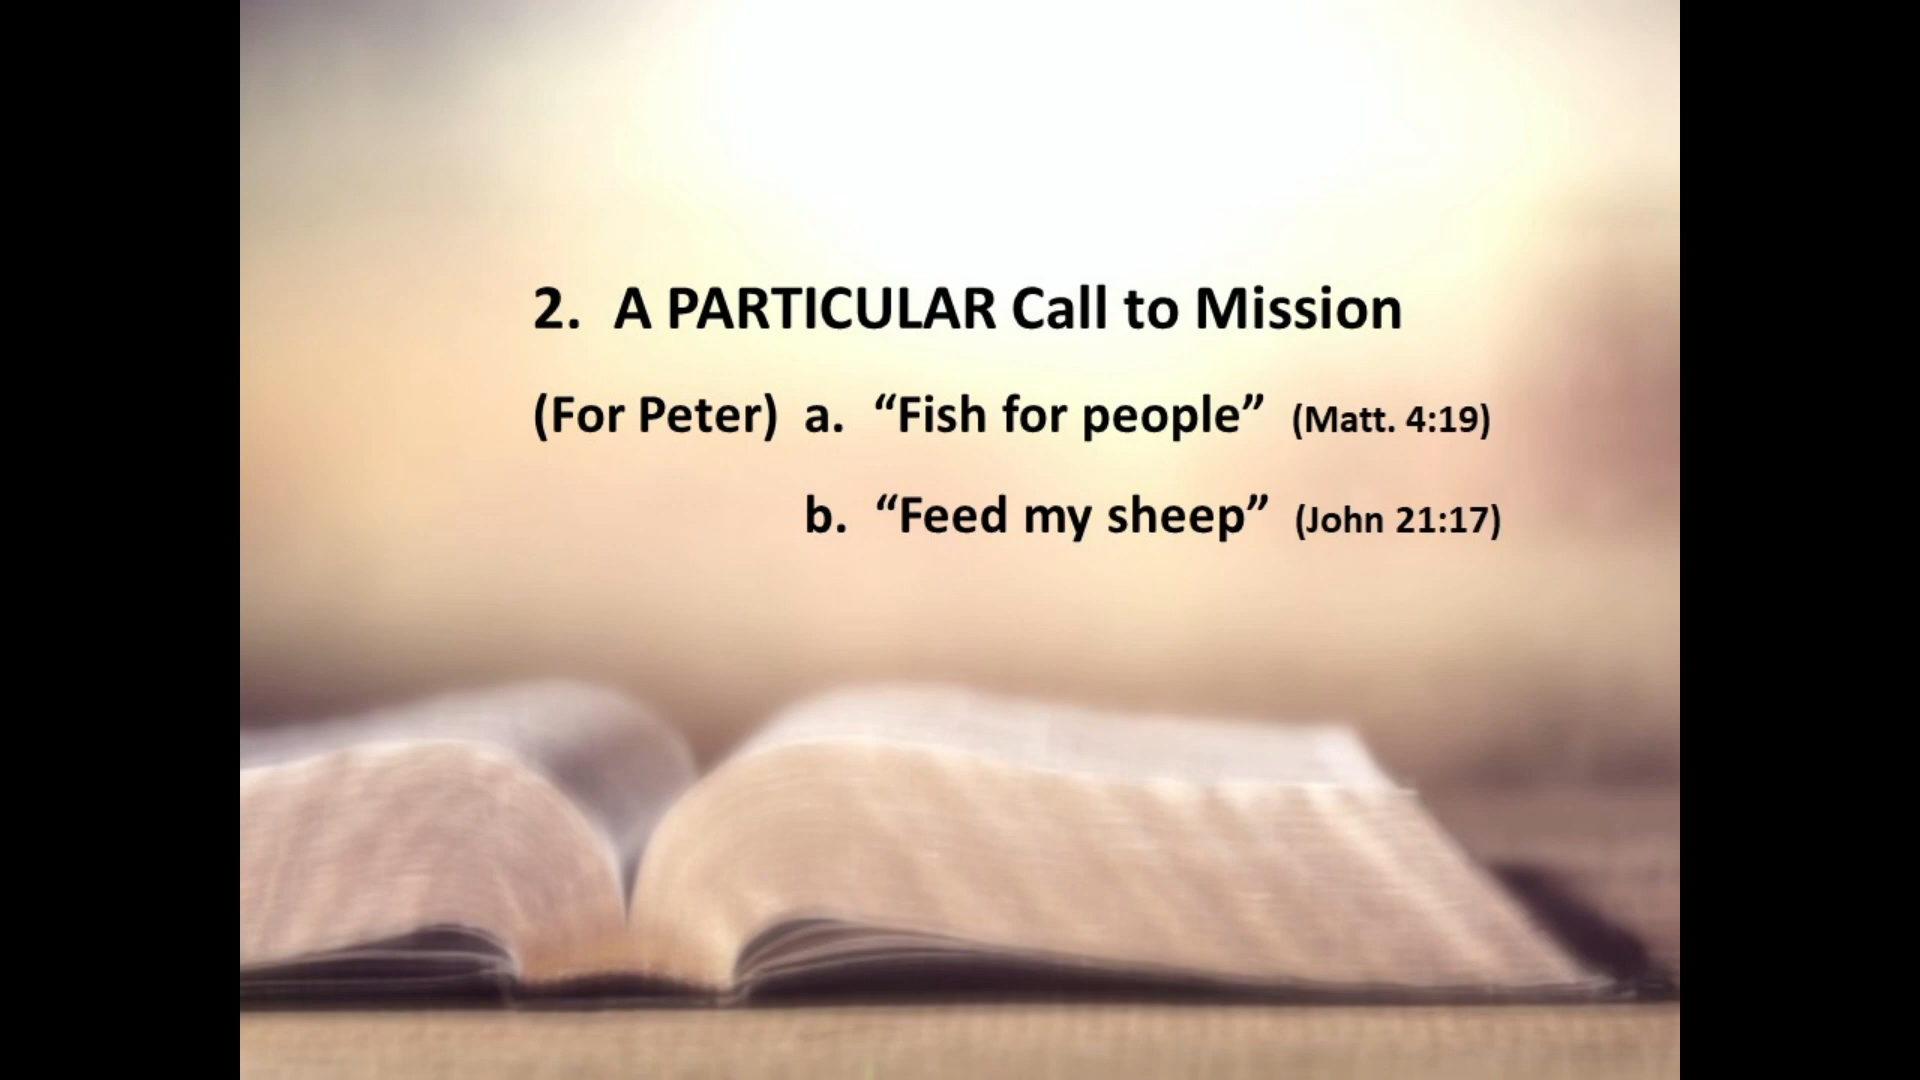 2. A PARTICULAR Call to Mission
(For Peter) a. “Fish for people” (Matt. 4:19)
b. “Feed my sheep” (John 21:17)